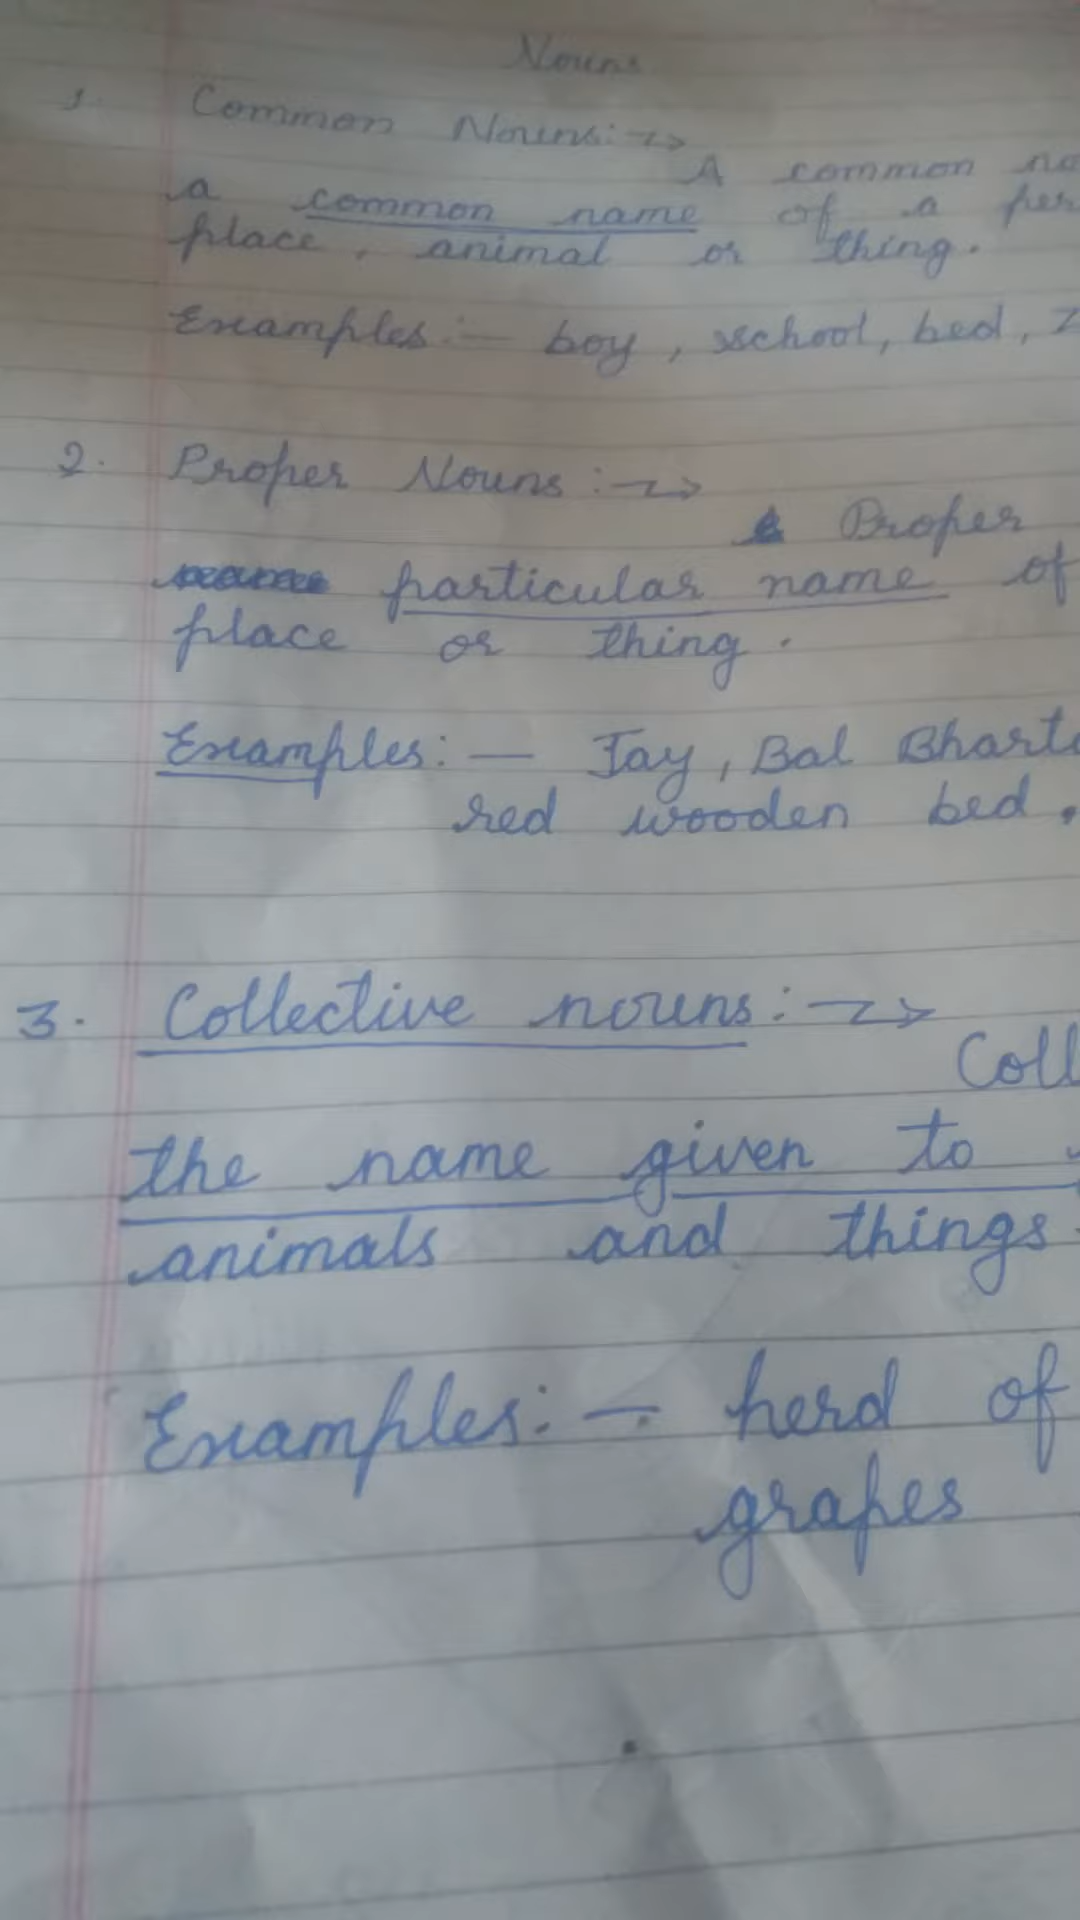 Nouns
1. Common Nouns:->
A common no
a common name of a per
place, animal or thing.
Examples:- boy, school, bed, Z
2. Proper Nouns:->
Proper
particular name of
place or thing.
Examples:- Jay, Bal Bharta
red wooden bed.
3. Collective nouns:->
Coll
the name given to
animals and things
Examples:- herd of
grapes